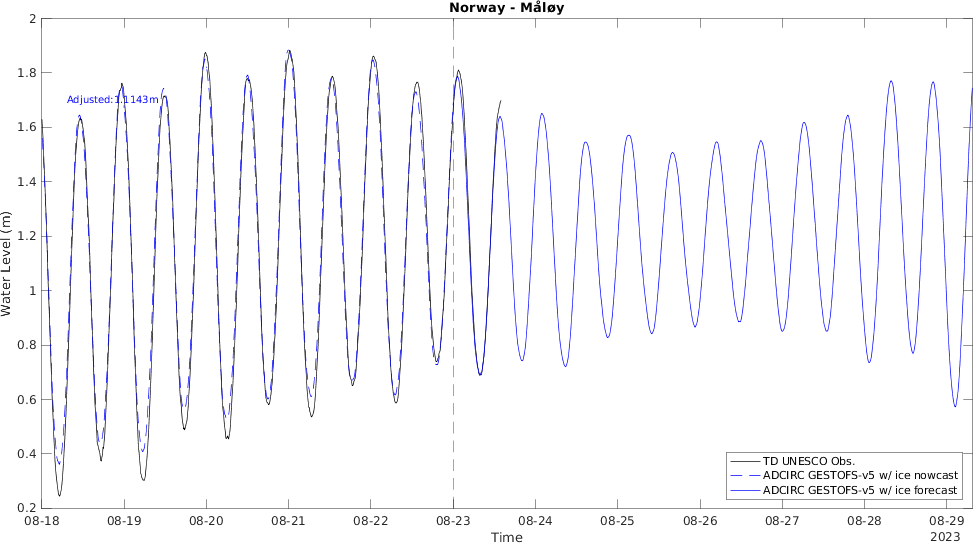 Norway - Måløy
2
1.8
1.6
1.4
1.2
1
0.8
0.6
0.4
0.2
Water Level (m)
Adjusted:1.1143m
TD UNESCO Obs.
ADCIRC GESTOFS-v5 w/ ice nowcast
ADCIRC GESTOFS-v5 w/ ice forecast
08-18 08-19 08-20 08-21 08-22 08-23 08-24 08-25 08-26 08-27 08-28 08-29
Time 2023